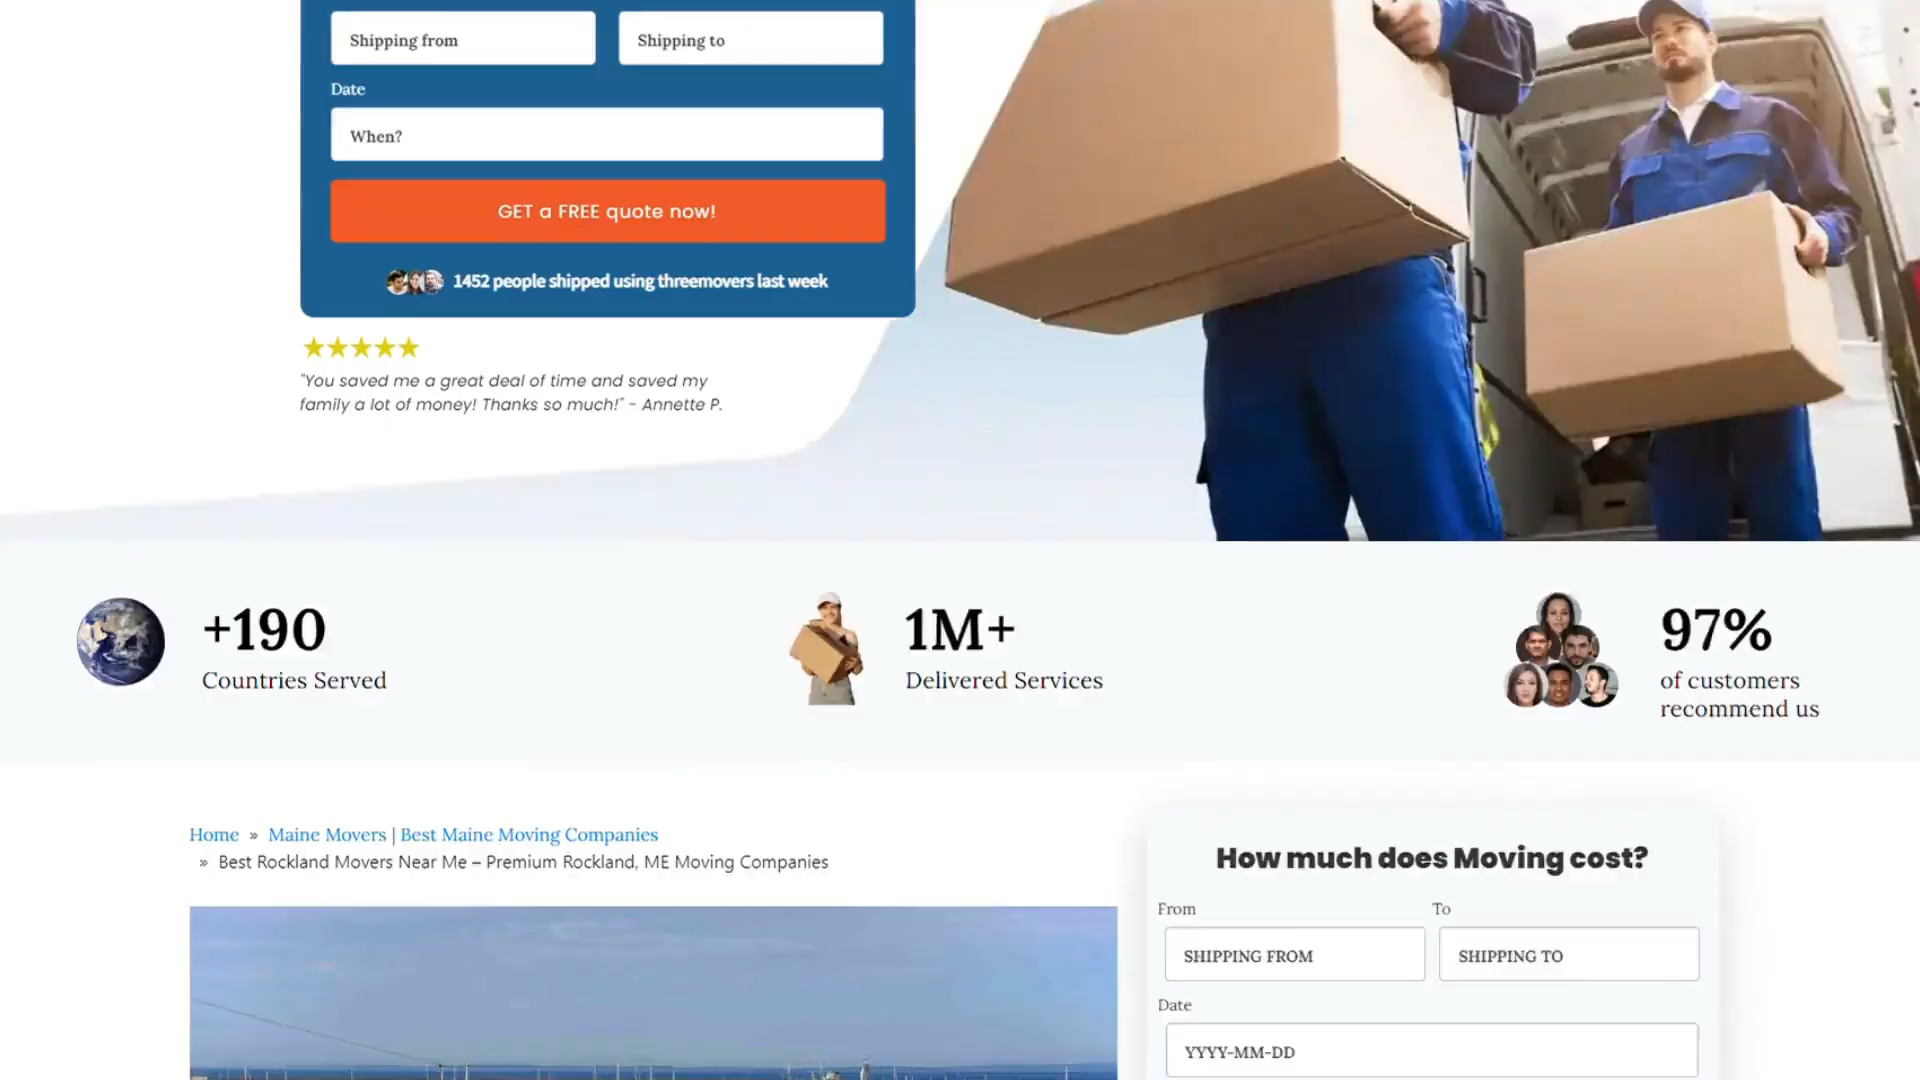 Shipping from
Shipping to
Date
When?
GET a FREE quote now!
1452 people shipped using threemovers last week
"You saved me a great deal of time and saved my
family a lot of money! Thanks so much!" - Annette P.
+190
Countries Served
1M+
Delivered Services
97%
of customers
recommend us
Home » Maine Movers | Best Maine Moving Companies
» Best Rockland Movers Near Me – Premium Rockland, ME Moving Companies
How much does Moving cost?
From
To
SHIPPING FROM
SHIPPING TO
Date
YYYY-MM-DD